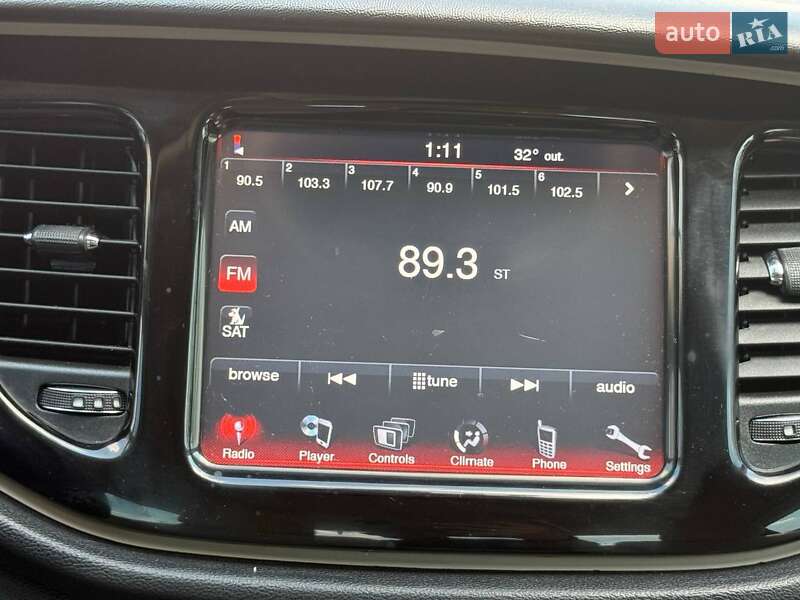 auto RIA.com
1:11 32° out.
1 90.5 2 103.3 3 107.7 4 90.9 5 101.5 6 102.5
AM
FM
89.3 ST
SAT
browse tune audio
Radio Player Controls Climate Phone Settings